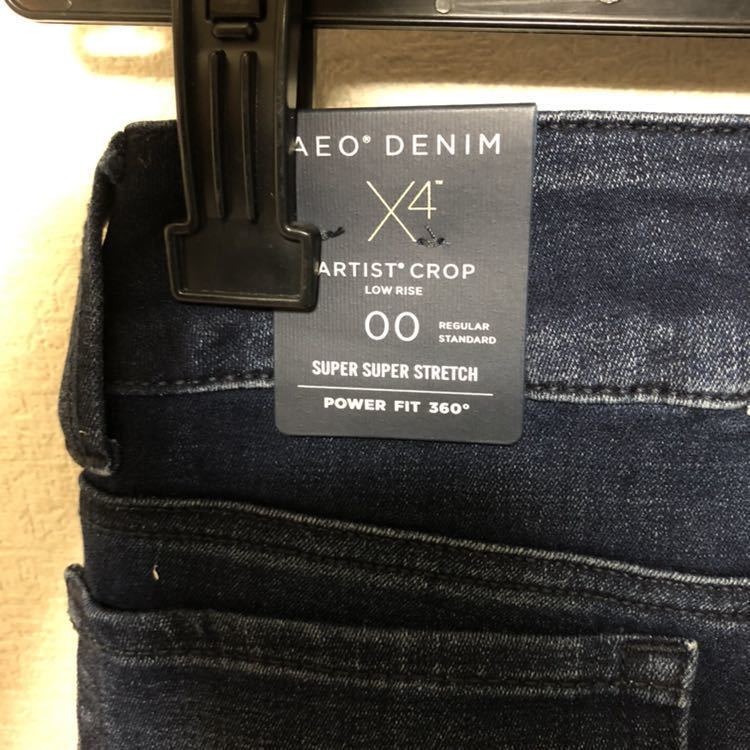 AEO® DENIM
X4™
ARTIST® CROP
LOW RISE
00 REGULAR
STANDARD
SUPER SUPER STRETCH
POWER FIT 360°